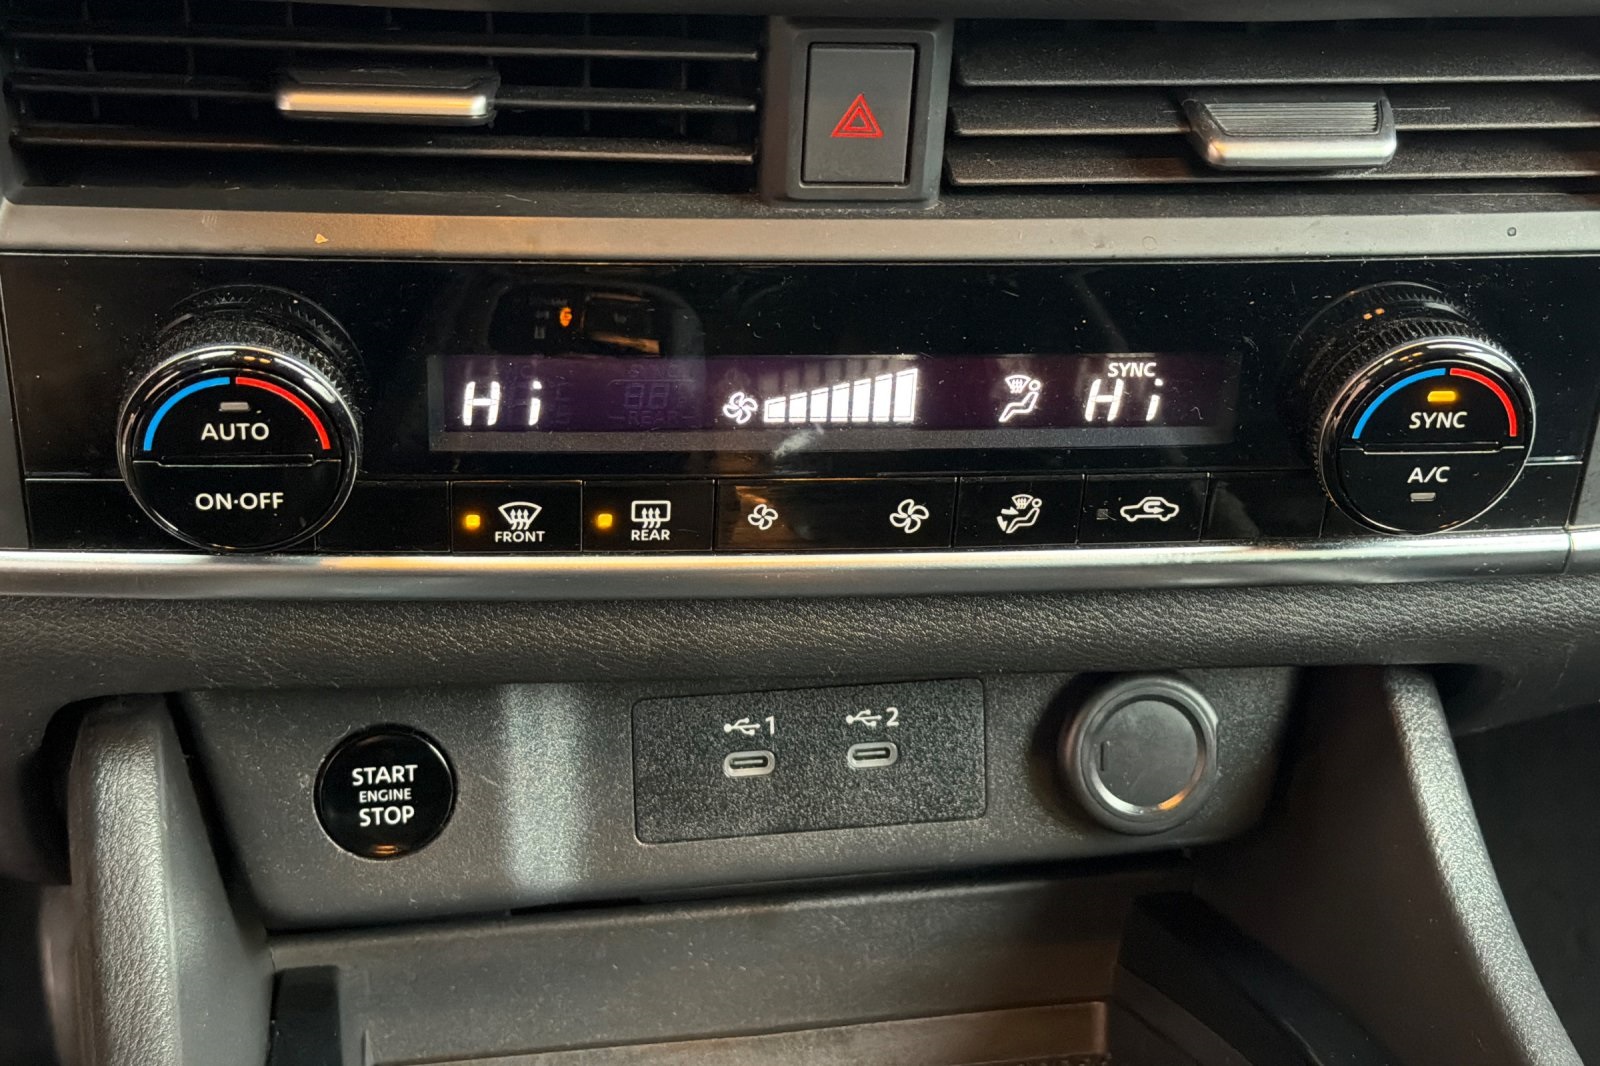 SYNC
Hi
Hi
AUTO
ON·OFF
SYNC
A/C
FRONT
REAR
START
ENGINE
STOP
1
2